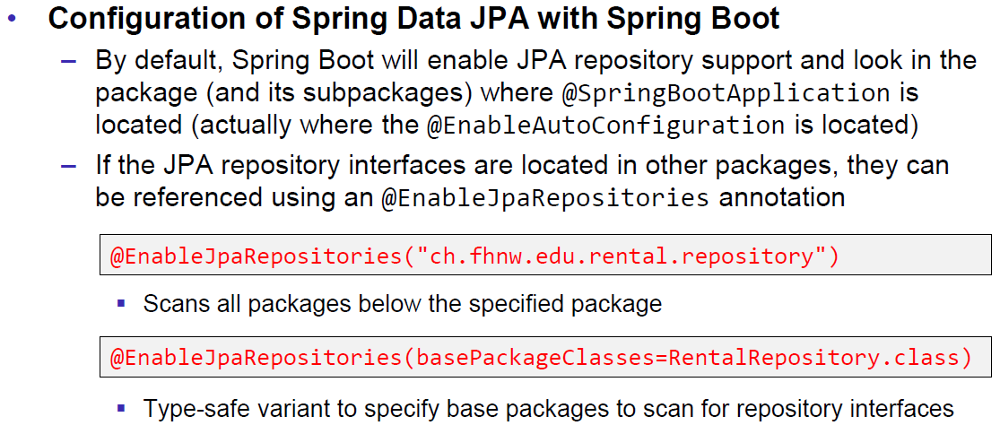 • Configuration of Spring Data JPA with Spring Boot
– By default, Spring Boot will enable JPA repository support and look in the
package (and its subpackages) where @SpringBootApplication is
located (actually where the @EnableAutoConfiguration is located)
– If the JPA repository interfaces are located in other packages, they can
be referenced using an @EnableJpaRepositories annotation
@EnableJpaRepositories("ch.fhnw.edu.rental.repository")
▪ Scans all packages below the specified package
@EnableJpaRepositories(basePackageClasses=RentalRepository.class)
▪ Type-safe variant to specify base packages to scan for repository interfaces